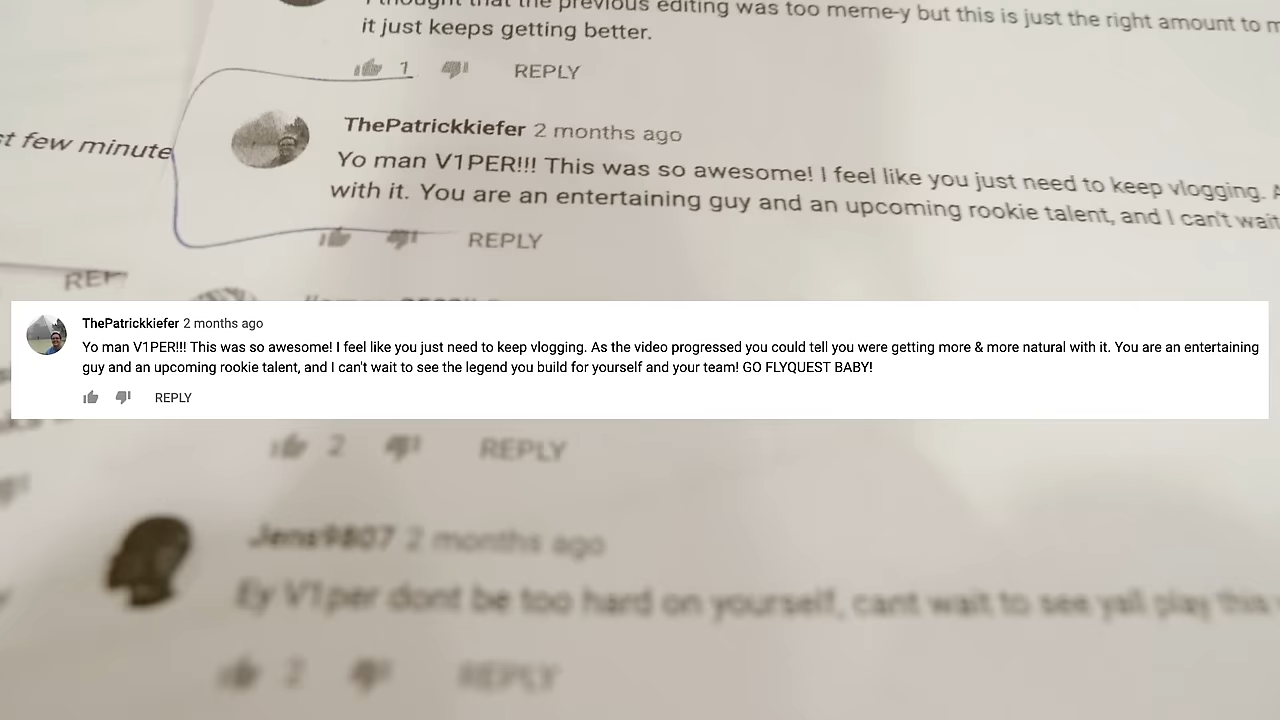 I thought that the previous editing was too meme-y but this is just the right amount to
it just keeps getting better.
1 REPLY
ThePatrickkiefer 2 months ago
st few minute
Yo man V1PER!!! This was so awesome! I feel like you just need to keep vlogging. A
with it. You are an entertaining guy and an upcoming rookie talent, and I can't wait
REPLY
REP
ThePatrickkiefer 2 months ago
Yo man V1PER!!! This was so awesome! I feel like you just need to keep vlogging. As the video progressed you could tell you were getting more & more natural with it. You are an entertaining
guy and an upcoming rookie talent, and I can't wait to see the legend you build for yourself and your team! GO FLYQUEST BABY!
REPLY
2 REPLY
Jens9807 2 months ago
Ey V1per dont be too hard on yourself, cant wait to see yall play this
2 REPLY